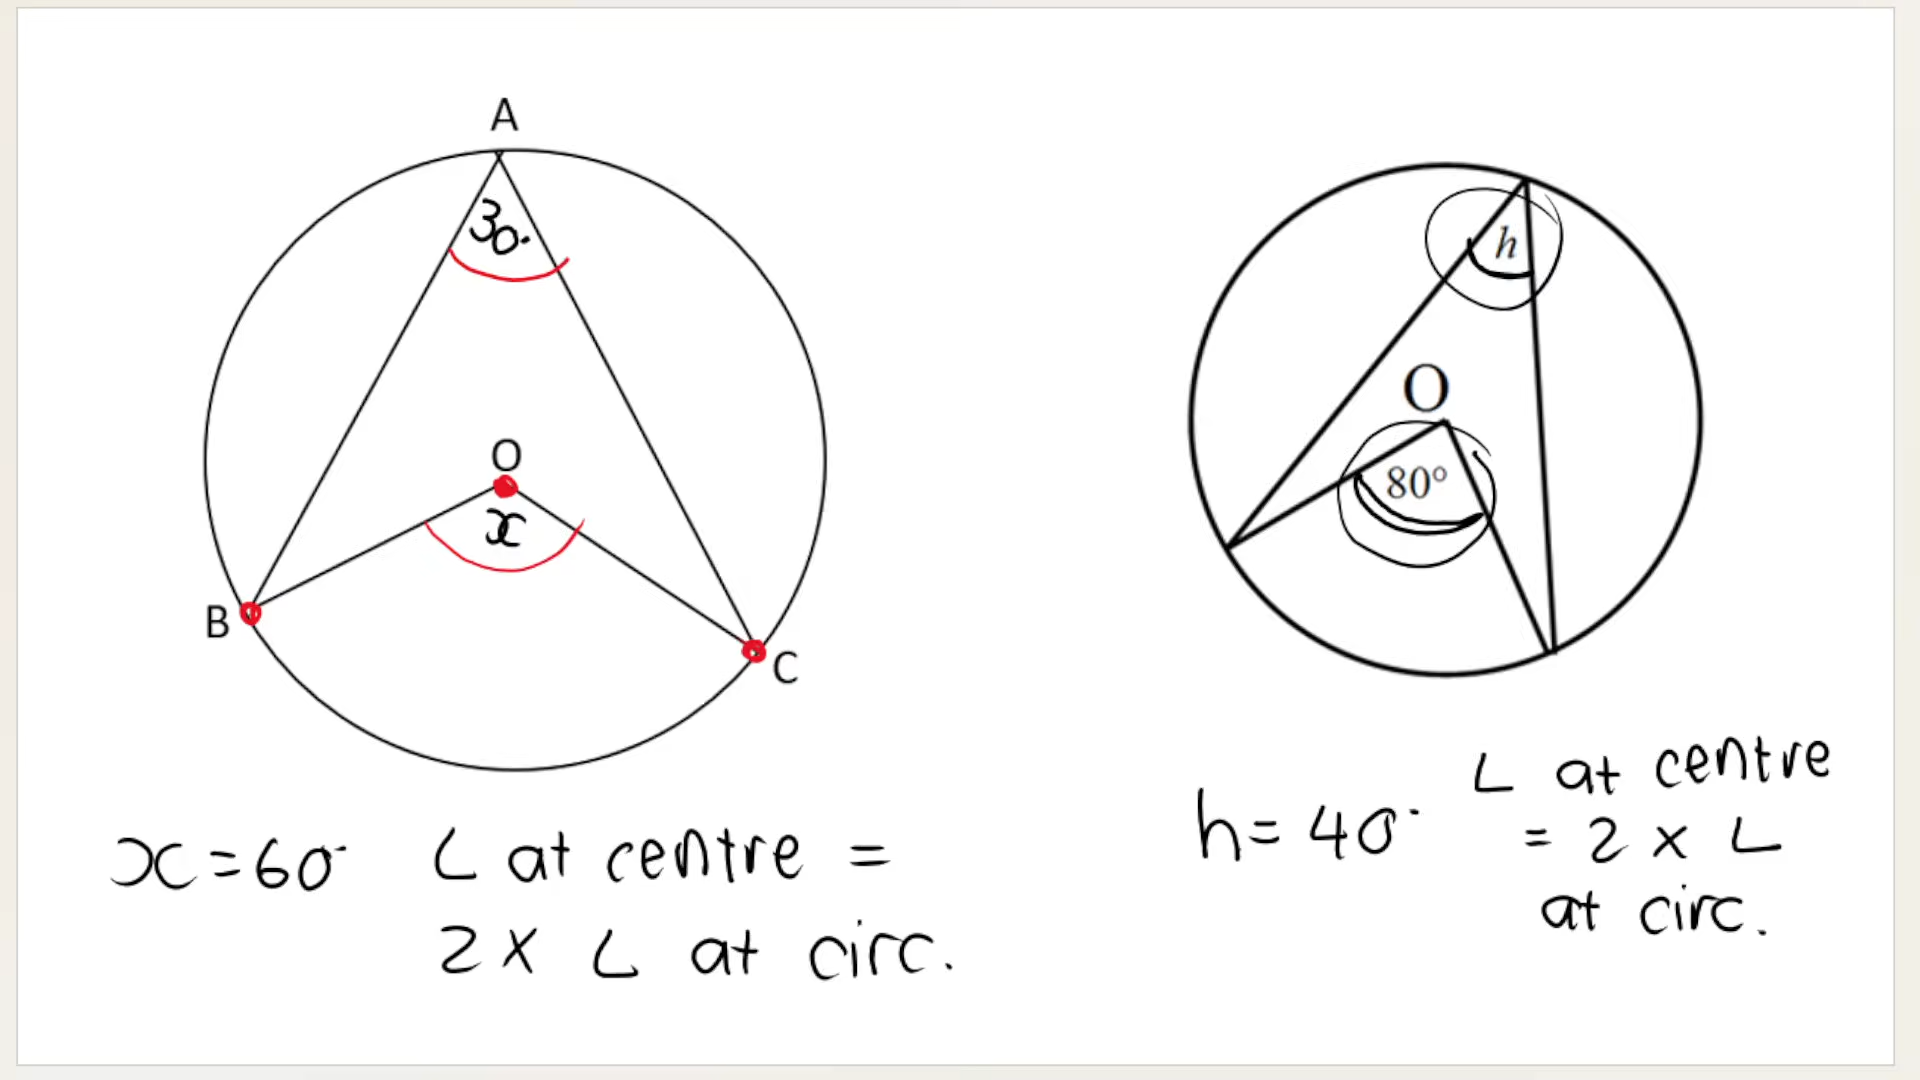 A
30°
O
x
B
C
x = 60° ∠ at centre =
2 × ∠ at circ.
h
O
80°
h = 40° ∠ at centre
= 2 × ∠
at circ.